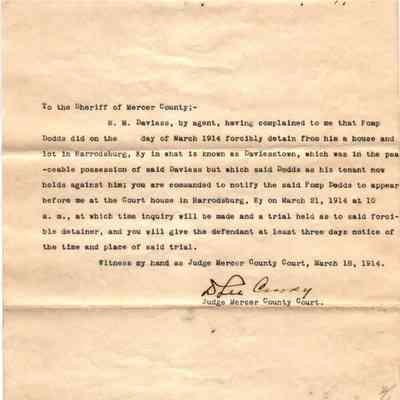 To the Sheriff of Mercer County;-
H. M. Daviess, by agent, having complained to me that Pomp
Dodds did on the day of March 1914 forcibly detain from him a house and
lot in Harrodsburg, Ky in what is known as Daviesstown, which was in the pea-
-ceable possession of said Daviess but which said Dodds as his tenant now
holds against him; you are commanded to notify the said Pomp Dodds to appear
before me at the Court house in Harrodsburg, Ky on March 21, 1914 at 10
a. m., at which time inquiry will be made and a trial held as to said forci-
ble detainer, and you will give the defendant at least three days notice of
the time and place of said trial.
Witness my hand as Judge Mercer County Court, March 18, 1914.
Judge Mercer County Court.